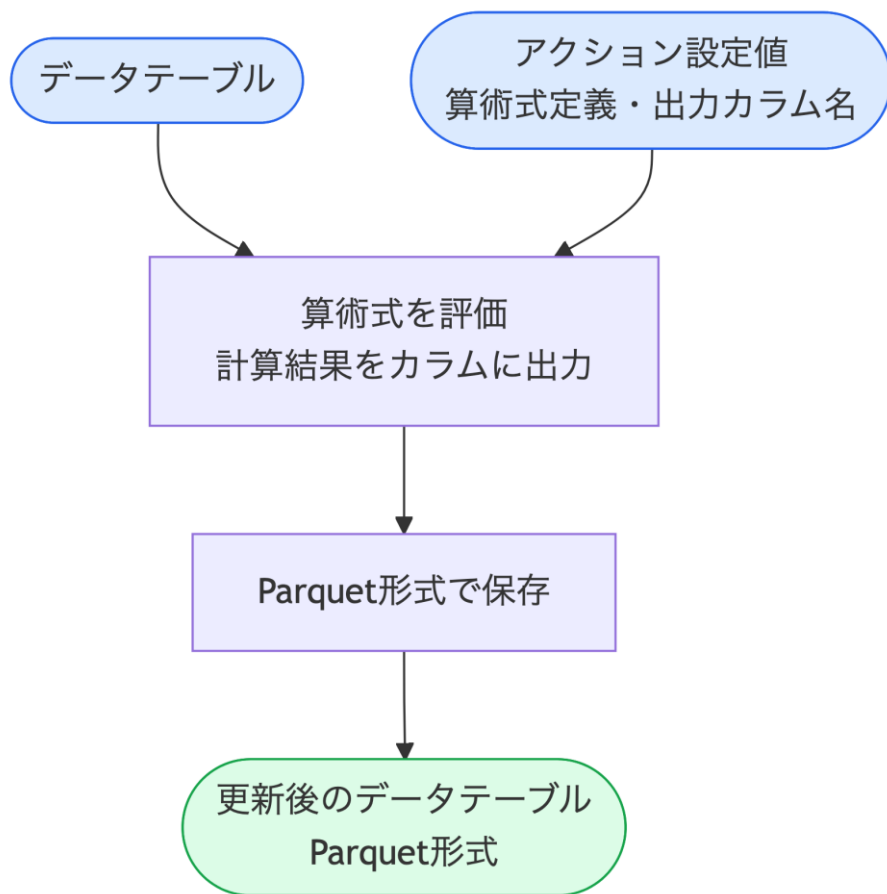 データテーブル
アクション設定値
算術式定義・出力カラム名
算術式を評価
計算結果をカラムに出力
Parquet形式で保存
更新後のデータテーブル
Parquet形式